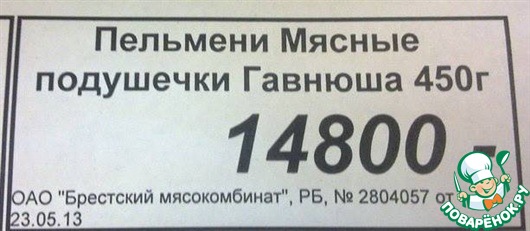 Пельмени Мясные
подушечки Гавнюша 450г
14800 -
ОАО "Брестский мясокомбинат", РБ, № 2804057 от
23.05.13
ПОВАРЁНОК.РУ